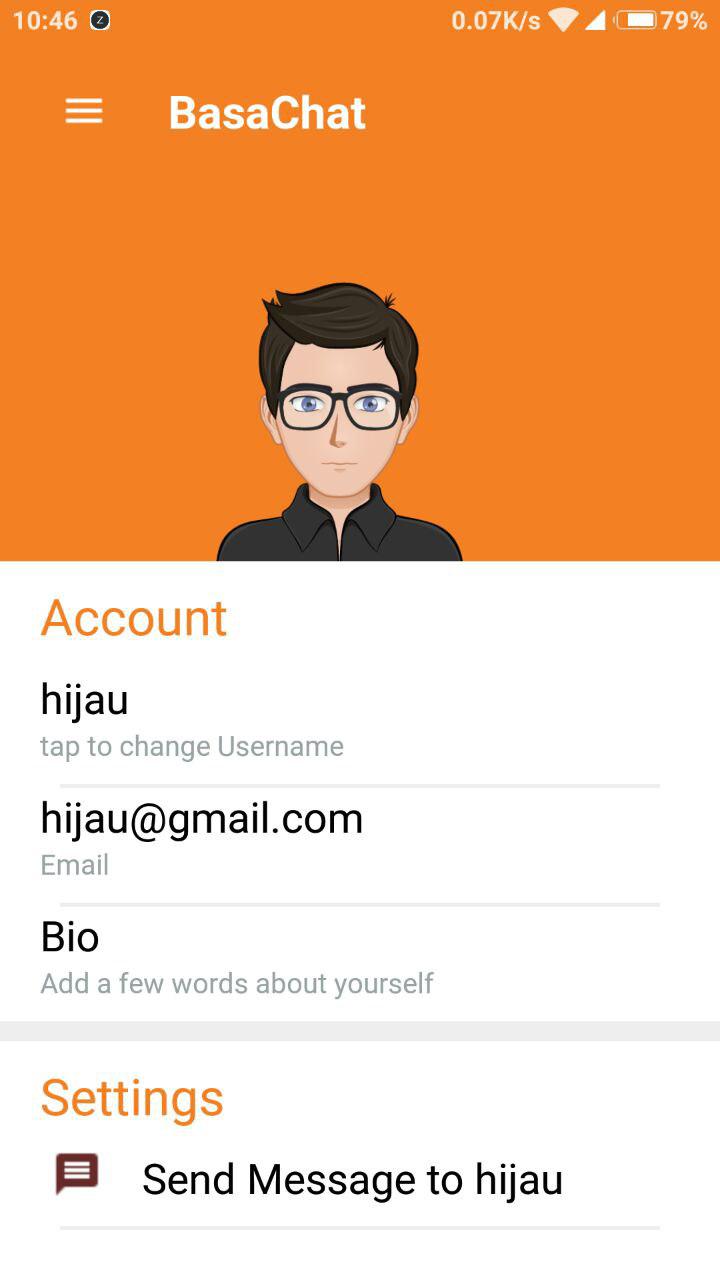 10:46 Z 0.07K/s 79%
BasaChat
Account
hijau
tap to change Username
hijau@gmail.com
Email
Bio
Add a few words about yourself
Settings
Send Message to hijau